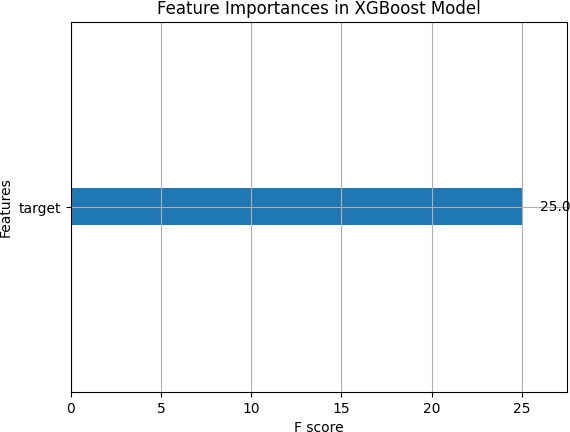 Feature Importances in XGBoost Model
Features
target
25.0
0 5 10 15 20 25
F score